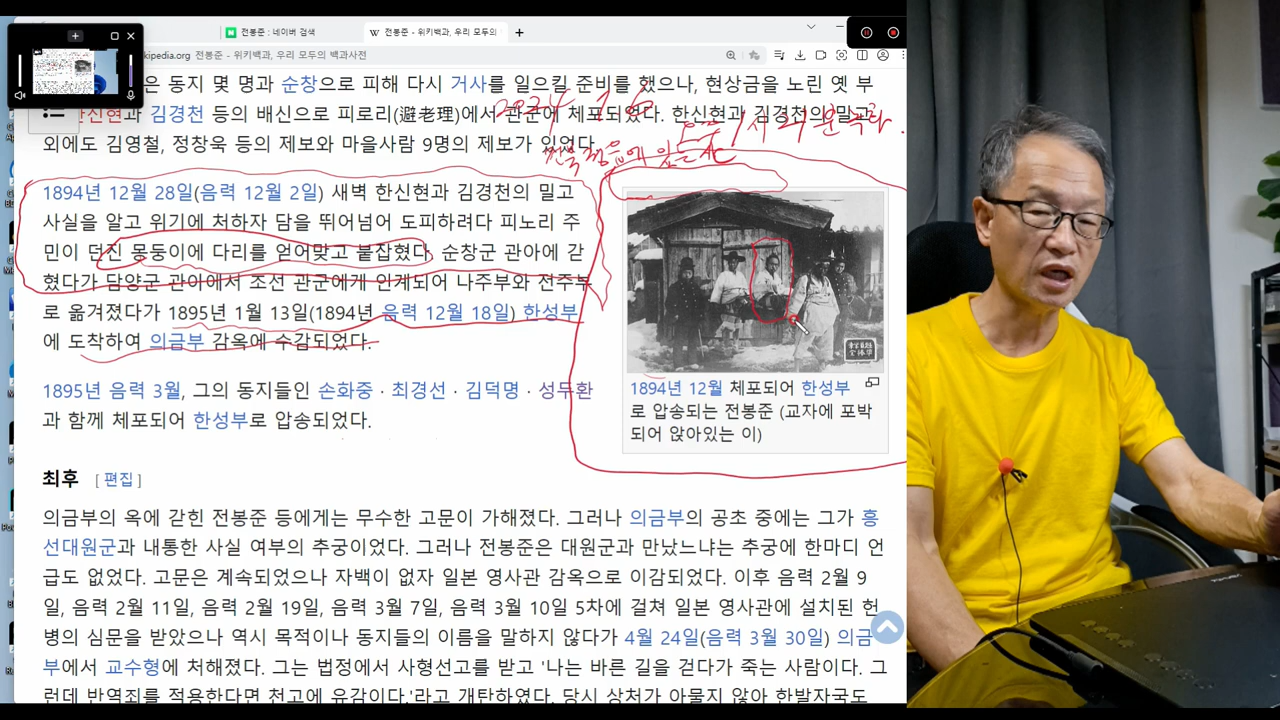 전봉준 : 네이버 검색
W 전봉준 - 위키백과, 우리 모두의
kipedia.org 전봉준 - 위키백과, 우리 모두의 백과사전
은 동지 몇 명과 순창으로 피해 다시 거사를 일으킬 준비를 했으나, 현상금을 노린 옛 부
한신현과 김경천 등의 배신으로 피로리(避老理)에서 관군에 체포되었다. 한신현과 김경천의 밀고
외에도 김영철, 정창욱 등의 제보와 마을사람 9명의 제보가 있었다.
1894년 12월 28일(음력 12월 2일) 새벽 한신현과 김경천의 밀고
사실을 알고 위기에 처하자 담을 뛰어넘어 도피하려다 피노리 주
민이 던진 몽둥이에 다리를 얻어맞고 붙잡혔다. 순창군 관아에 갇
혔다가 담양군 관아에서 조선 관군에게 인계되어 나주부와 전주부
로 옮겨졌다가 1895년 1월 13일(1894년 음력 12월 18일) 한성부
에 도착하여 의금부 감옥에 수감되었다.
1895년 음력 3월, 그의 동지들인 손화중 · 최경선 · 김덕명 · 성두환
과 함께 체포되어 한성부로 압송되었다.
1894년 12월 체포되어 한성부
로 압송되는 전봉준 (교자에 포박
되어 앉아있는 이)
최후 [ 편집 ]
의금부의 옥에 갇힌 전봉준 등에게는 무수한 고문이 가해졌다. 그러나 의금부의 공초 중에는 그가 흥
선대원군과 내통한 사실 여부의 추궁이었다. 그러나 전봉준은 대원군과 만났느냐는 추궁에 한마디 언
급도 없었다. 고문은 계속되었으나 자백이 없자 일본 영사관 감옥으로 이감되었다. 이후 음력 2월 9
일, 음력 2월 11일, 음력 2월 19일, 음력 3월 7일, 음력 3월 10일 5차에 걸쳐 일본 영사관에 설치된 헌
병의 심문을 받았으나 역시 목적이나 동지들의 이름을 말하지 않다가 4월 24일(음력 3월 30일) 의금
부에서 교수형에 처해졌다. 그는 법정에서 사형선고를 받고 '나는 바른 길을 걷다가 죽는 사람이다. 그
런데 반역죄를 적용한다면 천고에 유감이다.'라고 개탄하였다. 당시 상처가 아물지 않아 한발자국도